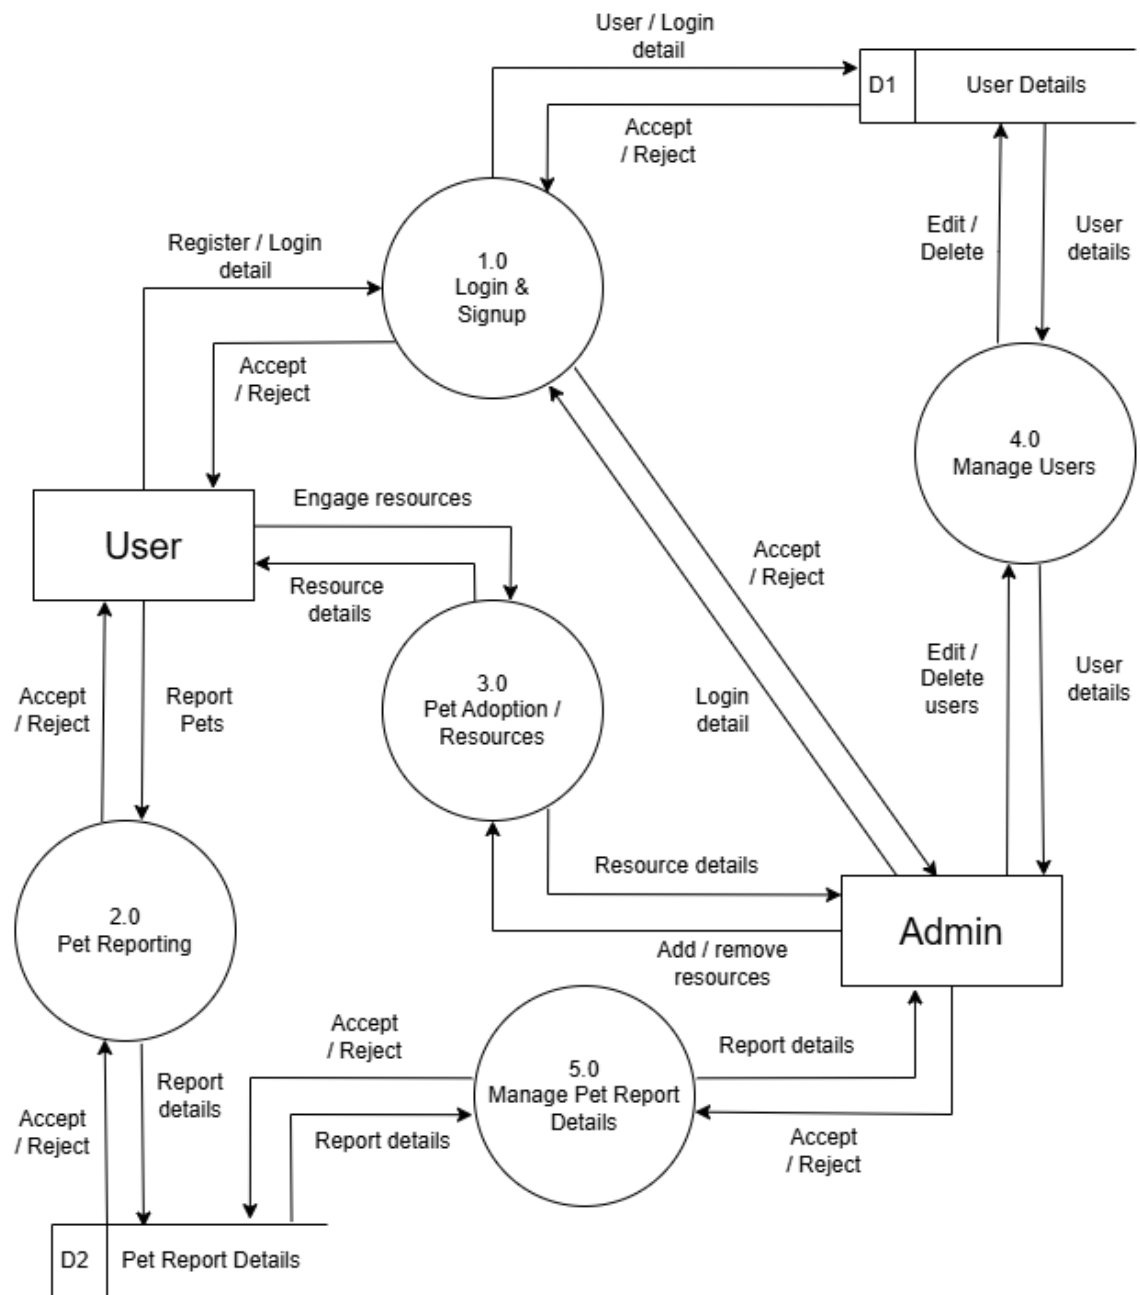 User / Login
detail
D1
User Details
Accept
/ Reject
Register / Login
detail
1.0
Login &
Signup
Edit /
Delete
User
details
Accept
/ Reject
4.0
Manage Users
User
Engage resources
Resource
details
Accept
/ Reject
Accept
/ Reject
Report
Pets
3.0
Pet Adoption /
Resources
Login
detail
Edit /
Delete
users
User
details
2.0
Pet Reporting
Resource details
Admin
Add / remove
resources
Accept
/ Reject
5.0
Manage Pet Report
Details
Report details
Accept
/ Reject
Report
details
Report details
Accept
/ Reject
D2
Pet Report Details